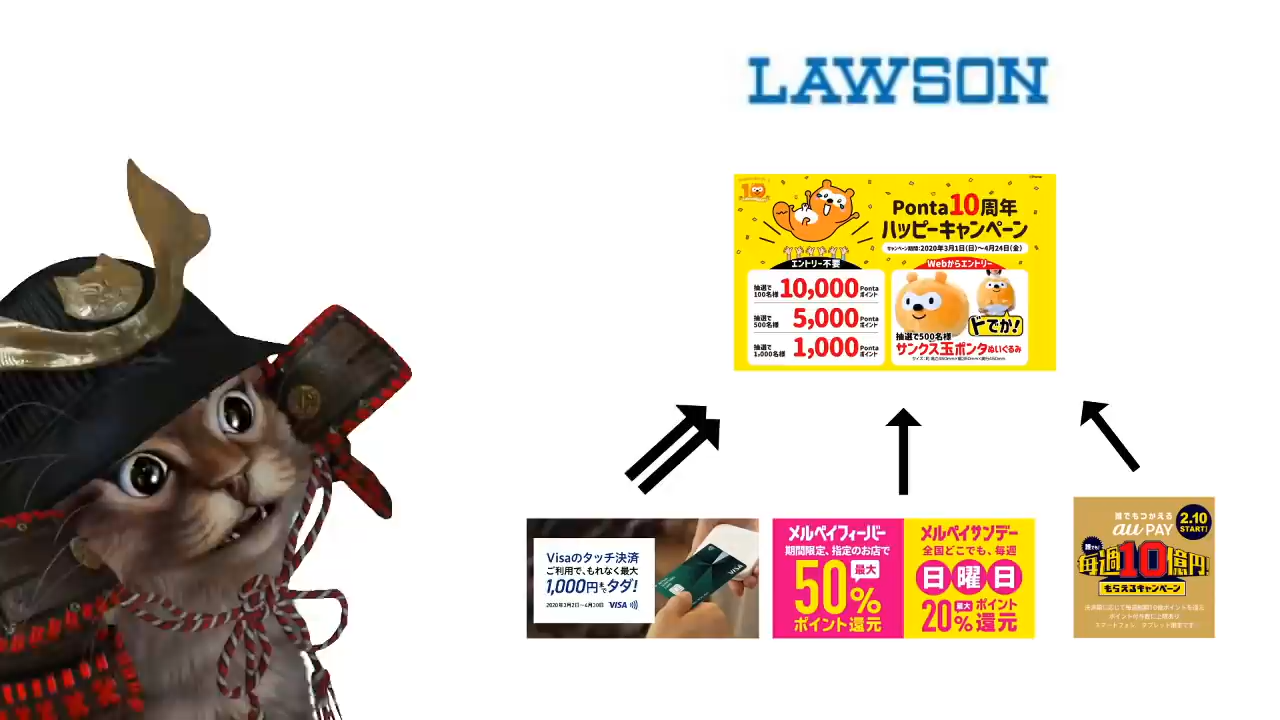 LAWSON
Ponta10周年
ハッピーキャンペーン
キャンペーン期間:2020年3月1日(日)〜4月24日(金)
エントリー不要
抽選で
100名様
10,000 Ponta
ポイント
抽選で
500名様
5,000 Ponta
ポイント
抽選で
1,000名様
1,000 Ponta
ポイント
Webからエントリー
ドでか!
抽選で500名様
サンクス玉ポンタぬいぐるみ
Visaのタッチ決済
ご利用で、もれなく最大
1,000円もタダ!
2020年3月2日〜4月30日 VISA
VISA
メルペイフィーバー
期間限定、指定のお店で
最大
50%
ポイント還元
メルペイサンデー
全国どこでも、毎週
日曜日
20% 最大 ポイント
還元
誰でもつかえる
au PAY
2.10
START!
誰でも!
毎週10億円!
もらえるキャンペーン